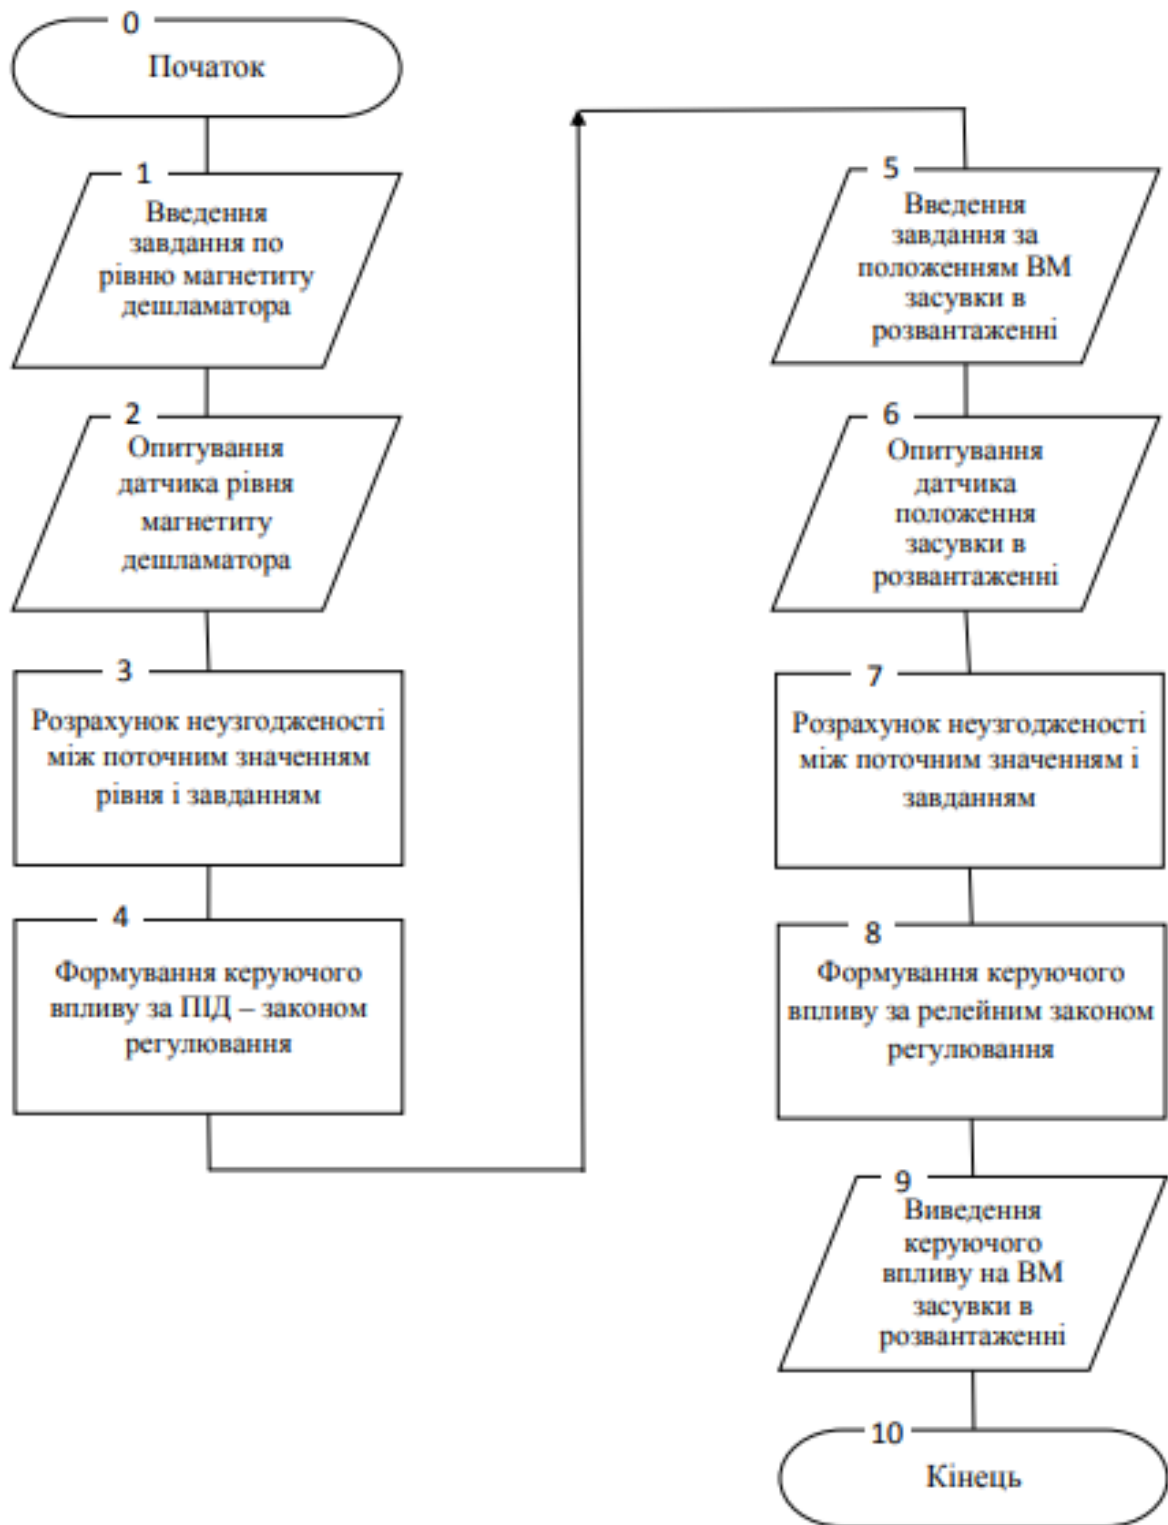 0
Початок
1
Введення
завдання по
рівню магнетиту
дешламатора
2
Опитування
датчика рівня
магнетиту
дешламатора
3
Розрахунок неузгодженості
між поточним значенням
рівня і завданням
4
Формування керуючого
впливу за ПІД – законом
регулювання
5
Введення
завдання за
положенням ВМ
засувки в
розвантаженні
6
Опитування
датчика
положення
засувки в
розвантаженні
7
Розрахунок неузгодженості
між поточним значенням і
завданням
8
Формування керуючого
впливу за релейним законом
регулювання
9
Виведення
керуючого
впливу на ВМ
засувки в
розвантаженні
10
Кінець